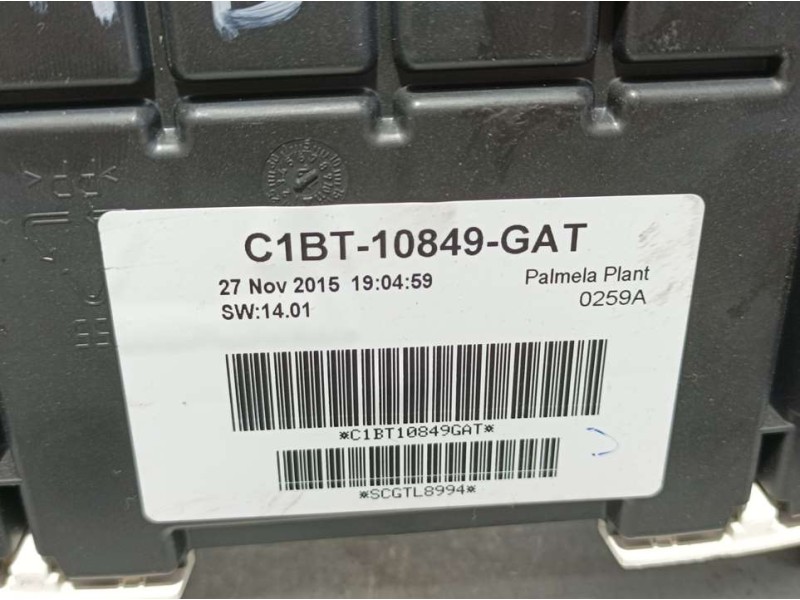 C1BT-10849-GAT
27 Nov 2015 19:04:59
Palmela Plant
SW:14.01
0259A
*C1BT10849GAT*
*SCGTL8994*